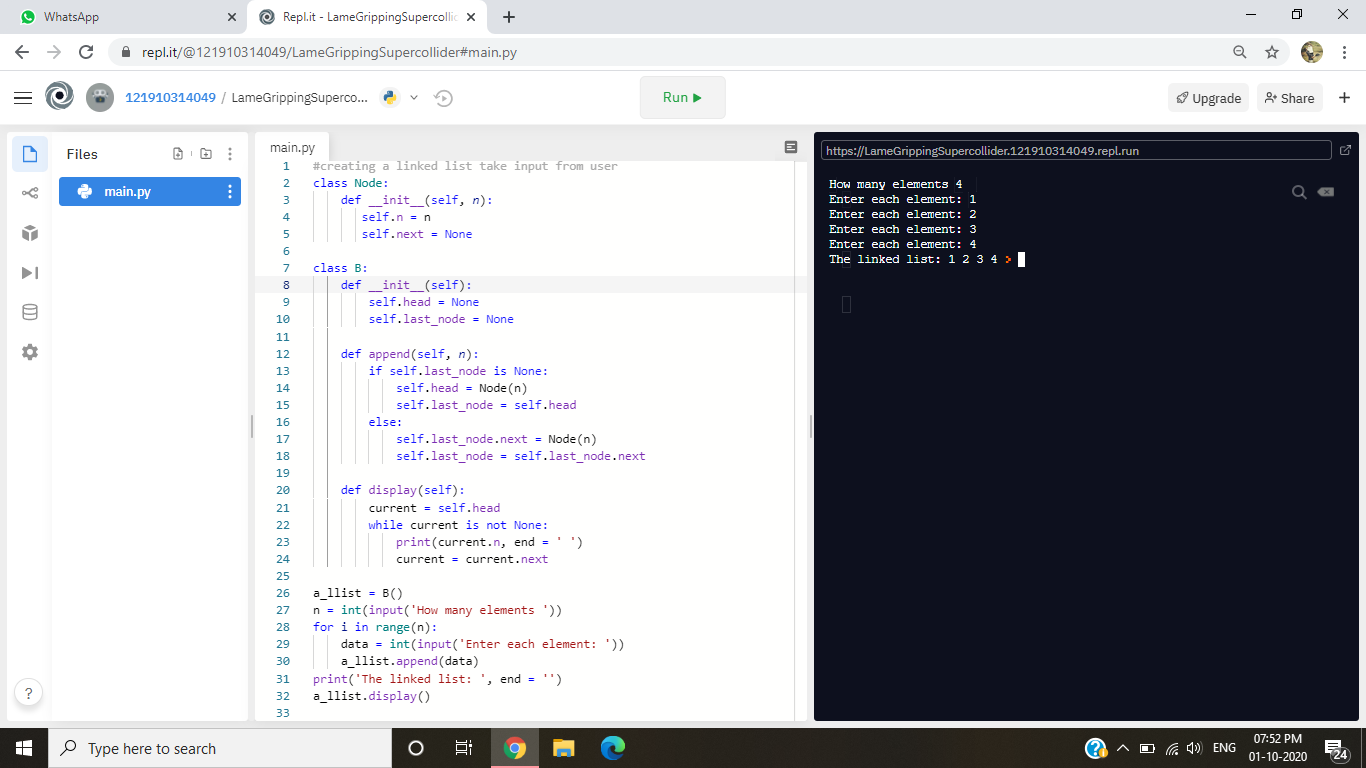 WhatsApp
Repl.it - LameGrippingSupercollid
repl.it/@121910314049/LameGrippingSupercollider#main.py
121910314049 / LameGrippingSuperco...
Run
Upgrade
Share
Files
main.py
main.py
1 #creating a linked list take input from user
2 class Node:
3 def __init__(self, n):
4 self.n = n
5 self.next = None
6
7 class B:
8 def __init__(self):
9 self.head = None
10 self.last_node = None
11
12 def append(self, n):
13 if self.last_node is None:
14 self.head = Node(n)
15 self.last_node = self.head
16 else:
17 self.last_node.next = Node(n)
18 self.last_node = self.last_node.next
19
20 def display(self):
21 current = self.head
22 while current is not None:
23 print(current.n, end = ' ')
24 current = current.next
25
26 a_llist = B()
27 n = int(input('How many elements '))
28 for i in range(n):
29 data = int(input('Enter each element: '))
30 a_llist.append(data)
31 print('The linked list: ', end = '')
32 a_llist.display()
33
https://LameGrippingSupercollider.121910314049.repl.run
How many elements 4
Enter each element: 1
Enter each element: 2
Enter each element: 3
Enter each element: 4
The linked list: 1 2 3 4 >
?
Type here to search
ENG
07:52 PM
01-10-2020
24